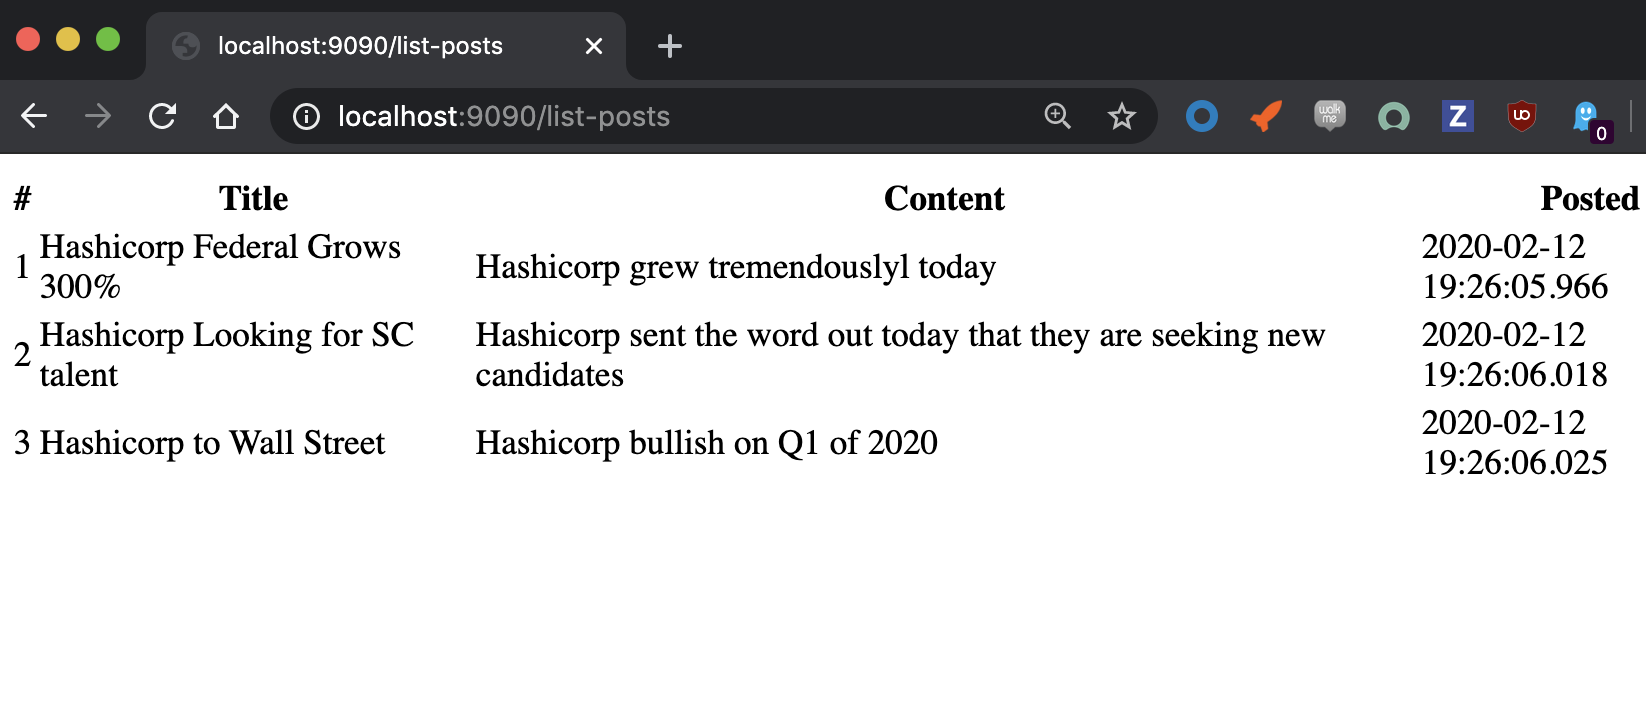 localhost:9090/list-posts
localhost:9090/list-posts
walk
me
Z
0
# Title Content Posted
1 Hashicorp Federal Grows 300% Hashicorp grew tremendouslyl today 2020-02-12 19:26:05.966
2 Hashicorp Looking for SC talent Hashicorp sent the word out today that they are seeking new candidates 2020-02-12 19:26:06.018
3 Hashicorp to Wall Street Hashicorp bullish on Q1 of 2020 2020-02-12 19:26:06.025